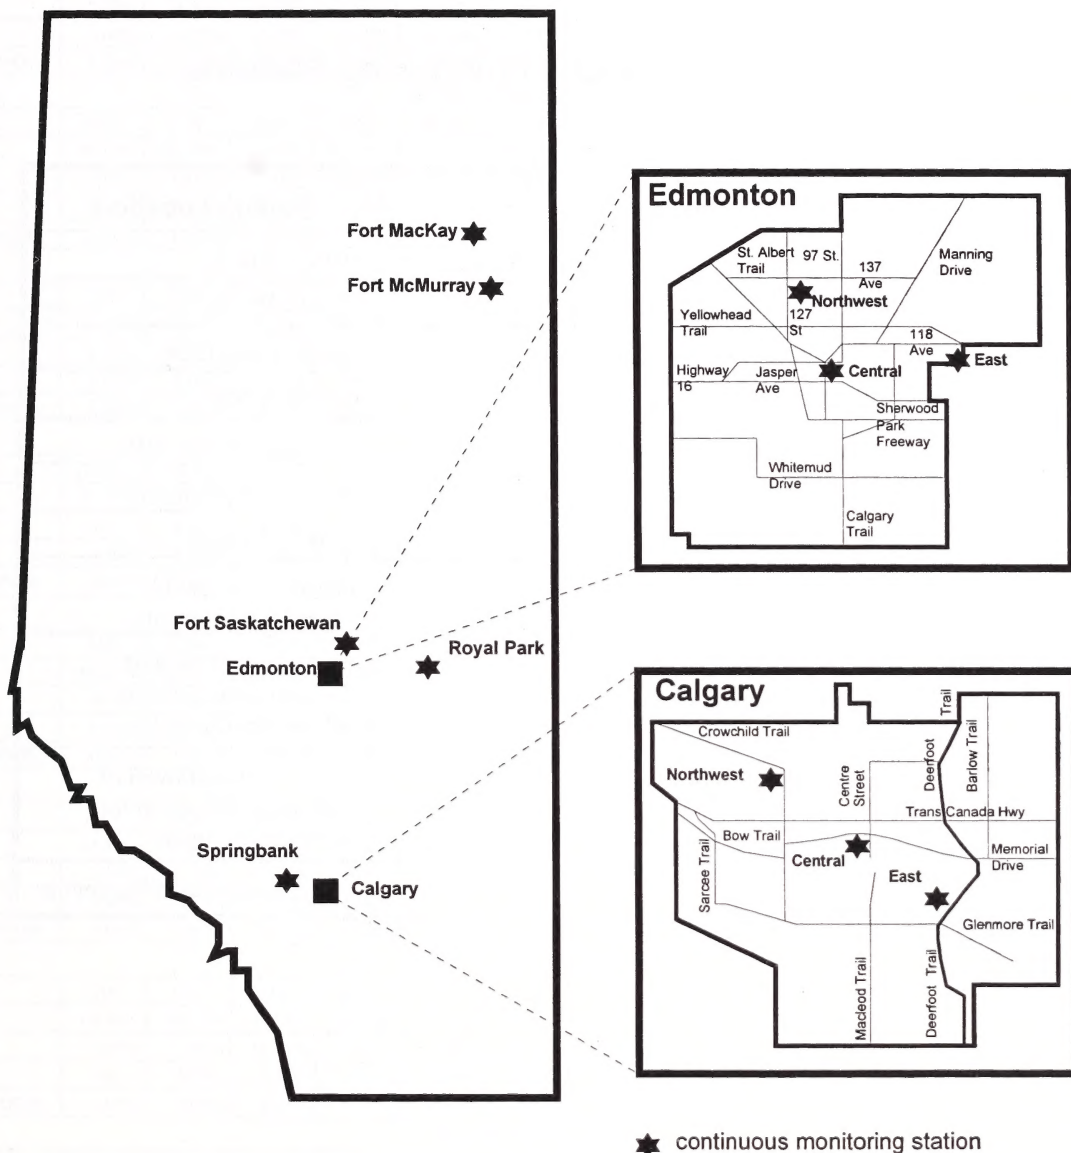 Fort MacKay
Fort McMurray
Fort Saskatchewan
Edmonton
Royal Park
Springbank
Calgary
Edmonton
St. Albert
Trail
97 St.
137
Ave
Manning
Drive
Northwest
Yellowhead
Trail
127
St
118
Ave
East
Highway
16
Jasper
Ave
Central
Sherwood
Park
Freeway
Whitemud
Drive
Calgary
Trail
Calgary
Crowchild Trail
Northwest
Centre
Street
Deerfoot
Trail
Barlow Trail
Trans Canada Hwy
Bow Trail
Central
Memorial
Drive
Sarcee Trail
East
Glenmore Trail
Macleod Trail
Deerfoot Trail
continuous monitoring station